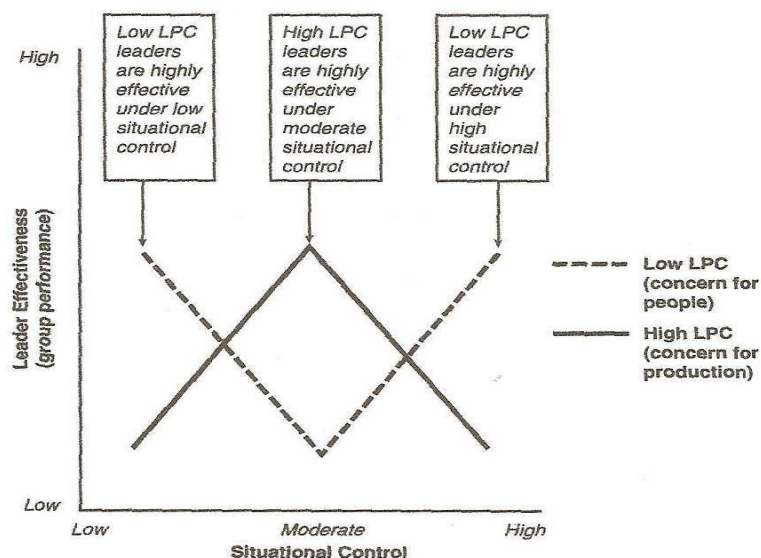 Low LPC
leaders
are highly
effective
under low
situational
control
High LPC
leaders
are highly
effective
under
moderate
situational
control
Low LPC
leaders
are highly
effective
under
high
situational
control
High
Leader Effectiveness
(group performance)
Low LPC
(concern for
people)
High LPC
(concern for
production)
Low
Low
Moderate
High
Situational Control